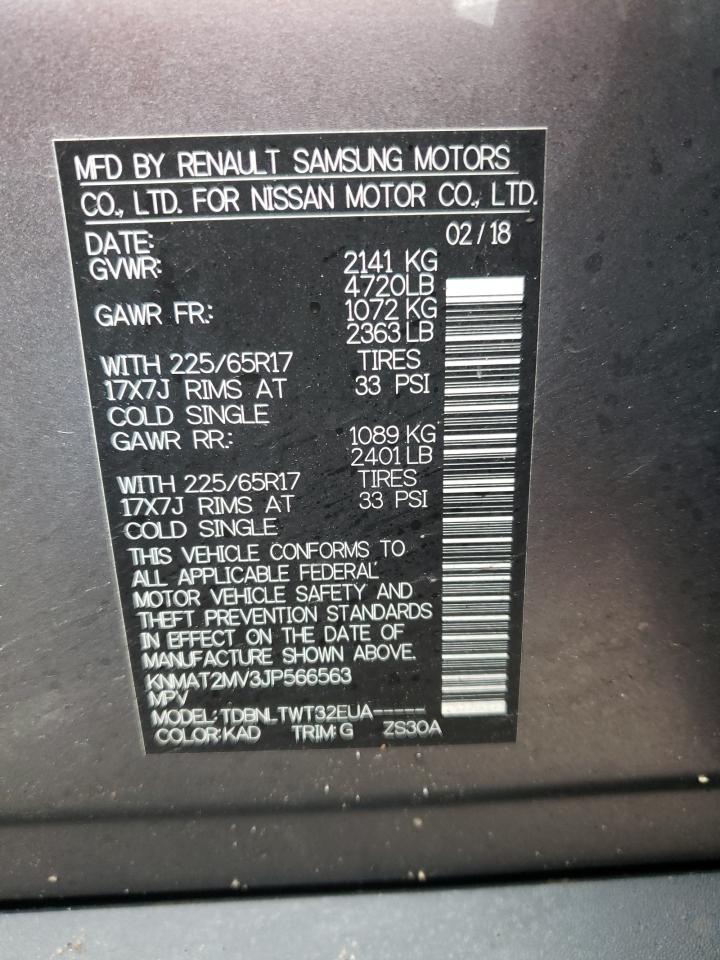 MFD BY RENAULT SAMSUNG MOTORS
CO., LTD. FOR NISSAN MOTOR CO., LTD.
DATE: 02/18
GVWR: 2141 KG
4720LB
GAWR FR.: 1072 KG
2363 LB
WITH 225/65R17 TIRES
17X7J RIMS AT 33 PSI
COLD SINGLE
GAWR RR.: 1089 KG
2401LB
WITH 225/65R17 TIRES
17X7J RIMS AT 33 PSI
COLD SINGLE
THIS VEHICLE CONFORMS TO
ALL APPLICABLE FEDERAL
MOTOR VEHICLE SAFETY AND
THEFT PREVENTION STANDARDS
IN EFFECT ON THE DATE OF
MANUFACTURE SHOWN ABOVE.
KNMAT2MV3JP566563
MPV
MODEL: TDBNLTWT32EUA-----
COLOR:KAD TRIM:G ZS30A